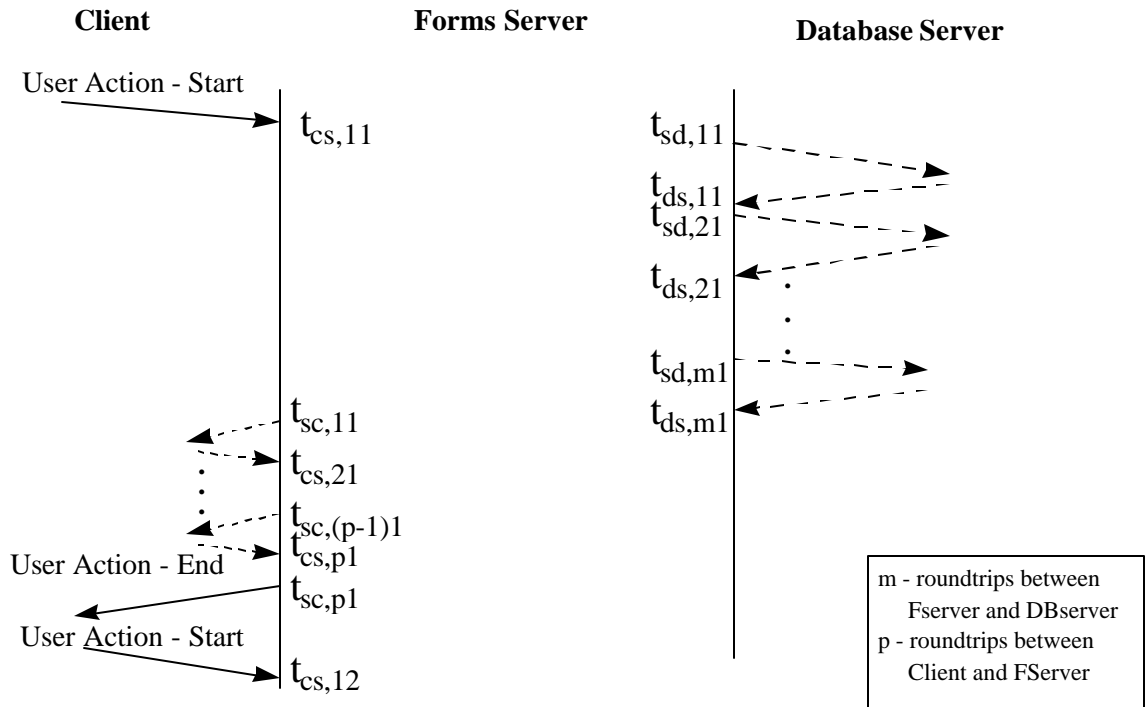 Client
Forms Server
Database Server
User Action - Start
t_cs,11
t_sd,11
t_ds,11
t_sd,21
t_ds,21
t_sd,m1
t_ds,m1
t_sc,11
t_cs,21
t_sc,(p-1)1
t_cs,p1
User Action - End
t_sc,p1
User Action - Start
t_cs,12
m - roundtrips between
Fserver and DBserver
p - roundtrips between
Client and FServer